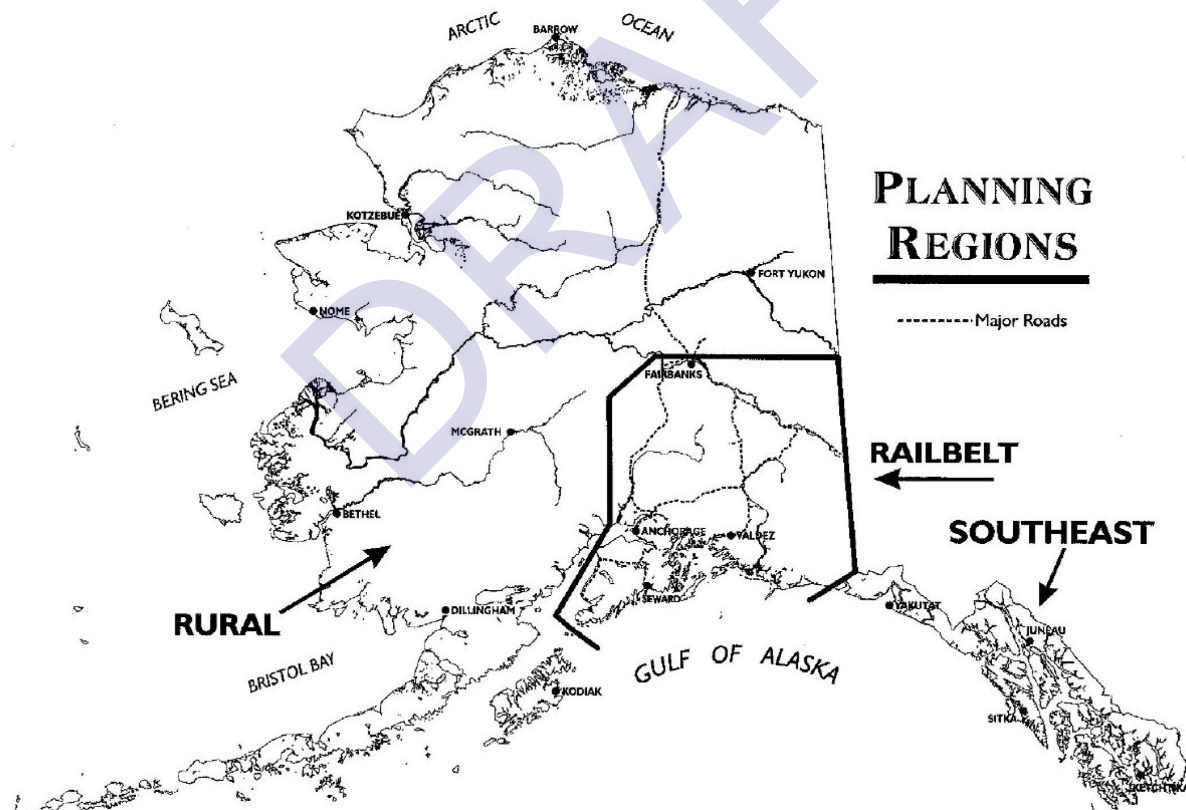 ARCTIC OCEAN
BARROW
PLANNING
REGIONS
KOTZEBUE
FORT YUKON
NOME
Major Roads
BERING SEA
FAIRBANKS
MCGRATH
RAILBELT
BETHEL
ANCHORAGE
VALDEZ
SOUTHEAST
SEWARD
DILLINGHAM
YAKUTAT
RURAL
JUNEAU
BRISTOL BAY
GULF OF ALASKA
KODIAK
SITKA
KETCHIKA